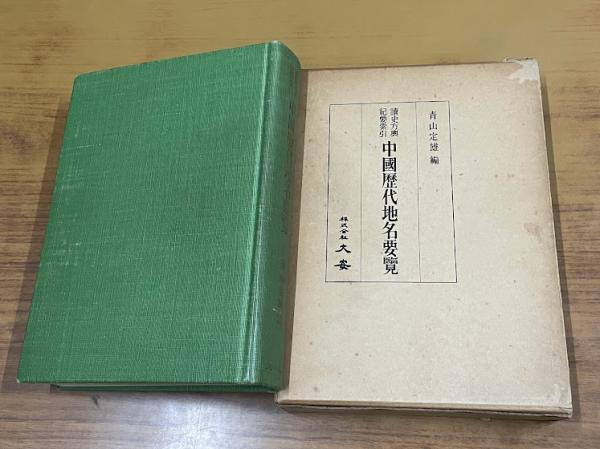 青山定雄編
讀史方輿
紀要索引
中國歷代地名要覽
株式会社
大安